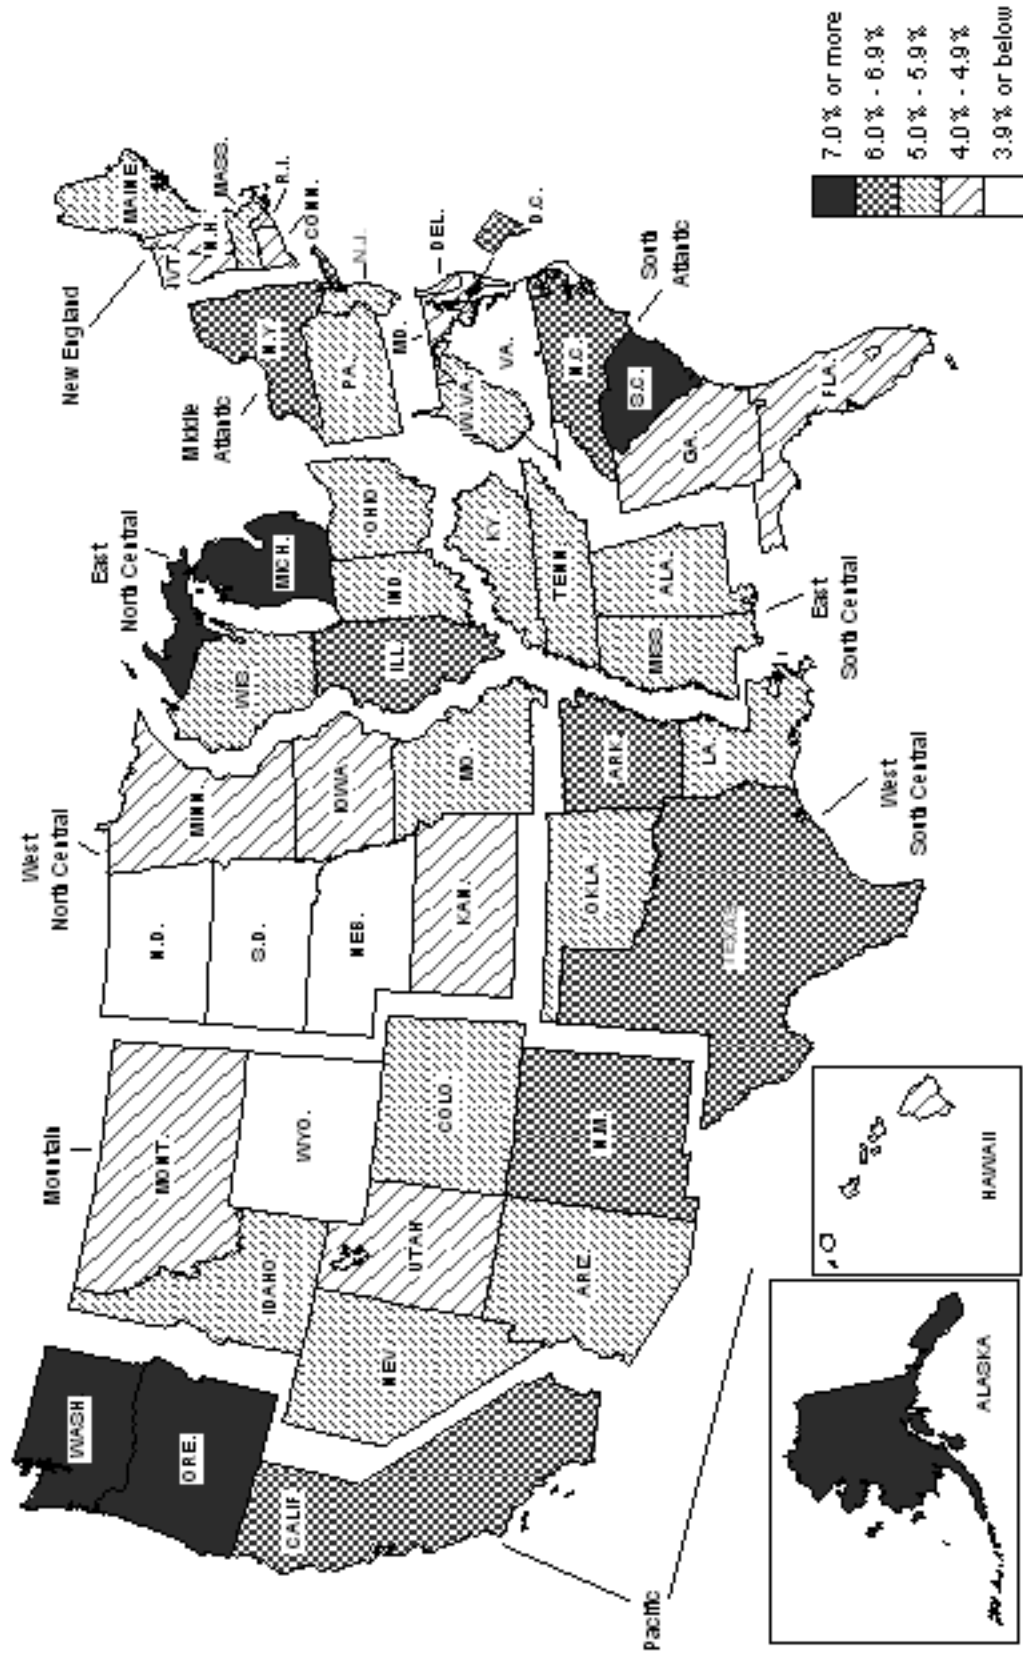 Pacific
WASH
ORE.
CALIF.
Mountain
MONT.
IDAHO
WYO.
NEV.
UTAH
COLO.
ARIZ.
N.M.
West
North Central
N.D.
S.D.
NEB.
KAN.
MINN.
IOWA
MO.
West
South Central
OKLA
TEXAS
ARK.
LA.
East
North Central
WIS.
MICH.
ILL.
IND
OHIO
East
South Central
KY.
TENN
MISS.
ALA.
Middle
Atlantic
N.Y.
PA.
N.J.
New England
MAINE
VT.
N.H.
MASS.
R.I.
CONN.
South
Atlantic
DEL.
MD.
D.C.
W.VA.
VA.
N.C.
S.C.
GA.
FLA.
ALASKA
HAWAII
7.0% or more
6.0% - 6.9%
5.0% - 5.9%
4.0% - 4.9%
3.9% or below